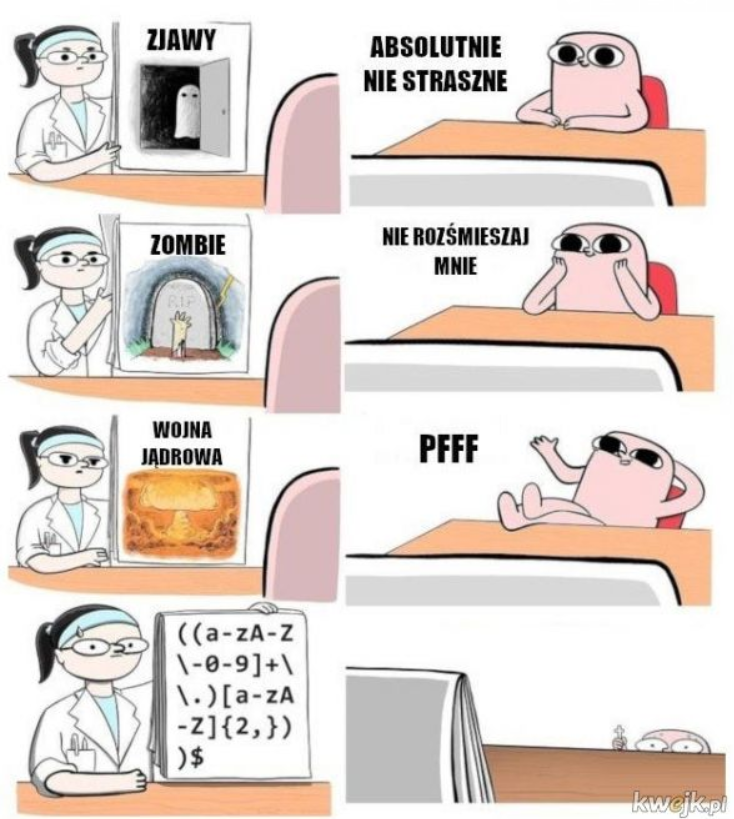 ZJAWY
ABSOLUTNIE
NIE STRASZNE
ZOMBIE
R.I.P
NIE ROZŚMIESZAJ
MNIE
WOJNA
JĄDROWA
PFFF
((a-zA-Z
\-0-9]+\
\.)[a-zA
-Z]{2,})
)$
kwejk.pl